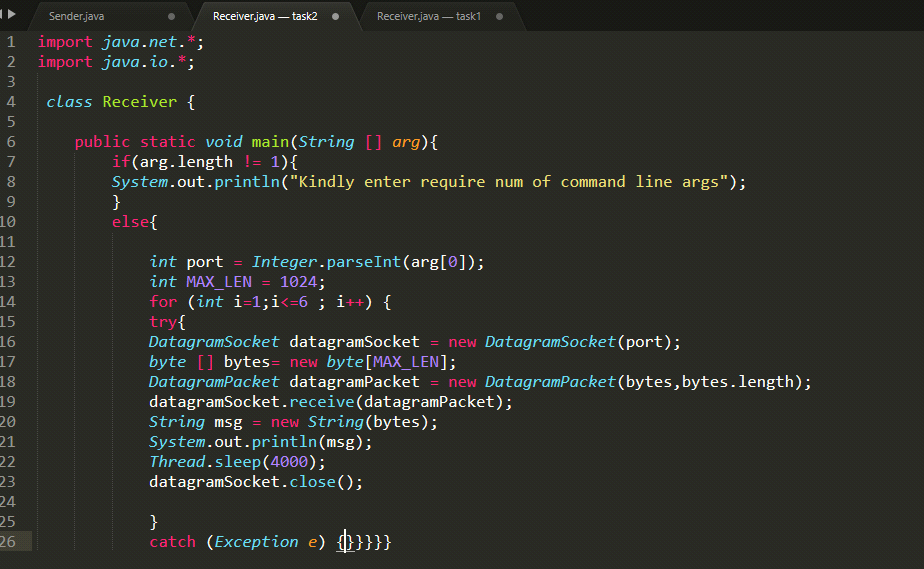 Sender.java
Receiver.java — task2
Receiver.java — task1
1 import java.net.*;
2 import java.io.*;
3
4 class Receiver {
5
6 public static void main(String [] arg){
7 if(arg.length != 1){
8 System.out.println("Kindly enter require num of command line args");
9 }
10 else{
11
12 int port = Integer.parseInt(arg[0]);
13 int MAX_LEN = 1024;
14 for (int i=1;i<=6 ; i++) {
15 try{
16 DatagramSocket datagramSocket = new DatagramSocket(port);
17 byte [] bytes= new byte[MAX_LEN];
18 DatagramPacket datagramPacket = new DatagramPacket(bytes,bytes.length);
19 datagramSocket.receive(datagramPacket);
20 String msg = new String(bytes);
21 System.out.println(msg);
22 Thread.sleep(4000);
23 datagramSocket.close();
24
25 }
26 catch (Exception e) {}}}}}